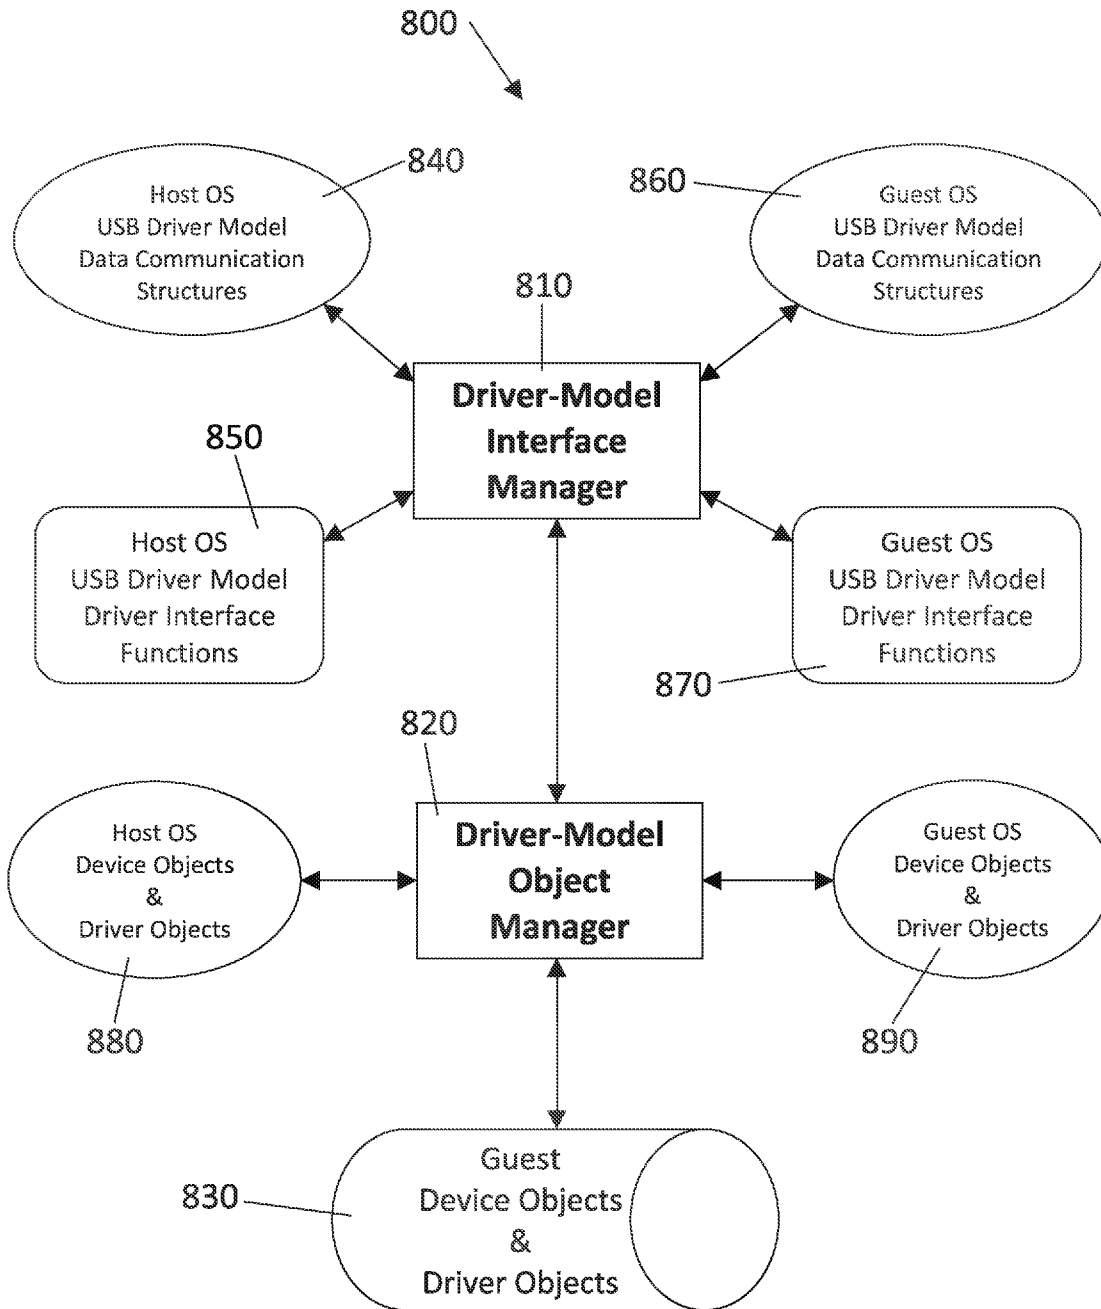 800
840
Host OS
USB Driver Model
Data Communication
Structures
860
Guest OS
USB Driver Model
Data Communication
Structures
810
Driver-Model
Interface
Manager
850
Host OS
USB Driver Model
Driver Interface
Functions
Guest OS
USB Driver Model
Driver Interface
Functions
870
820
Host OS
Device Objects
&
Driver Objects
880
Driver-Model
Object
Manager
Guest OS
Device Objects
&
Driver Objects
890
830
Guest
Device Objects
&
Driver Objects